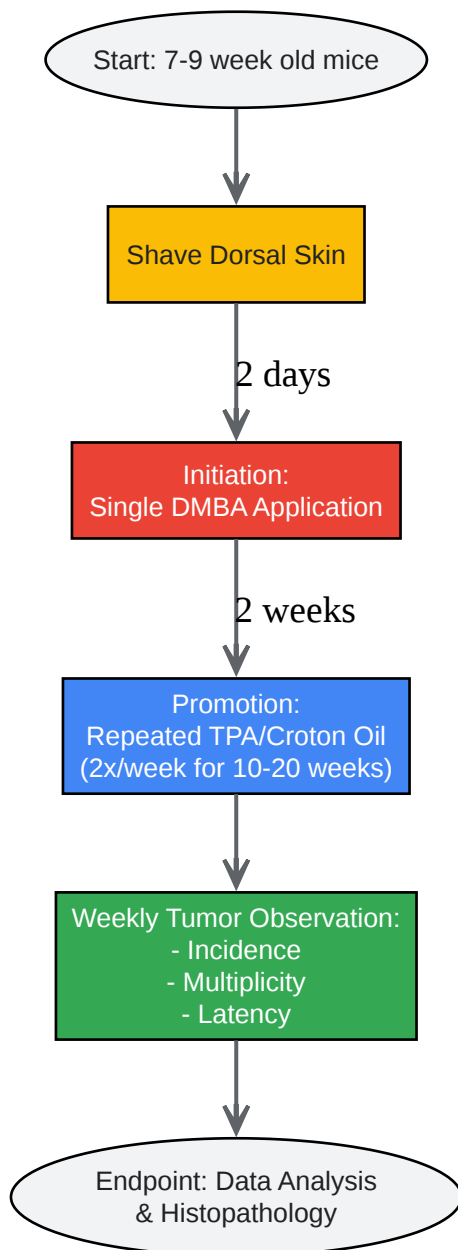 Start: 7-9 week old mice
Shave Dorsal Skin
2 days
Initiation:
Single DMBA Application
2 weeks
Promotion:
Repeated TPA/Croton Oil
(2x/week for 10-20 weeks)
Weekly Tumor Observation:
- Incidence
- Multiplicity
- Latency
Endpoint: Data Analysis
& Histopathology